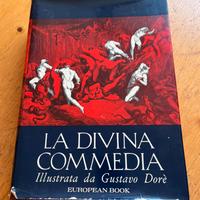 LA DIVINA
COMMEDIA
Illustrata da Gustavo Dorè
EUROPEAN BOOK